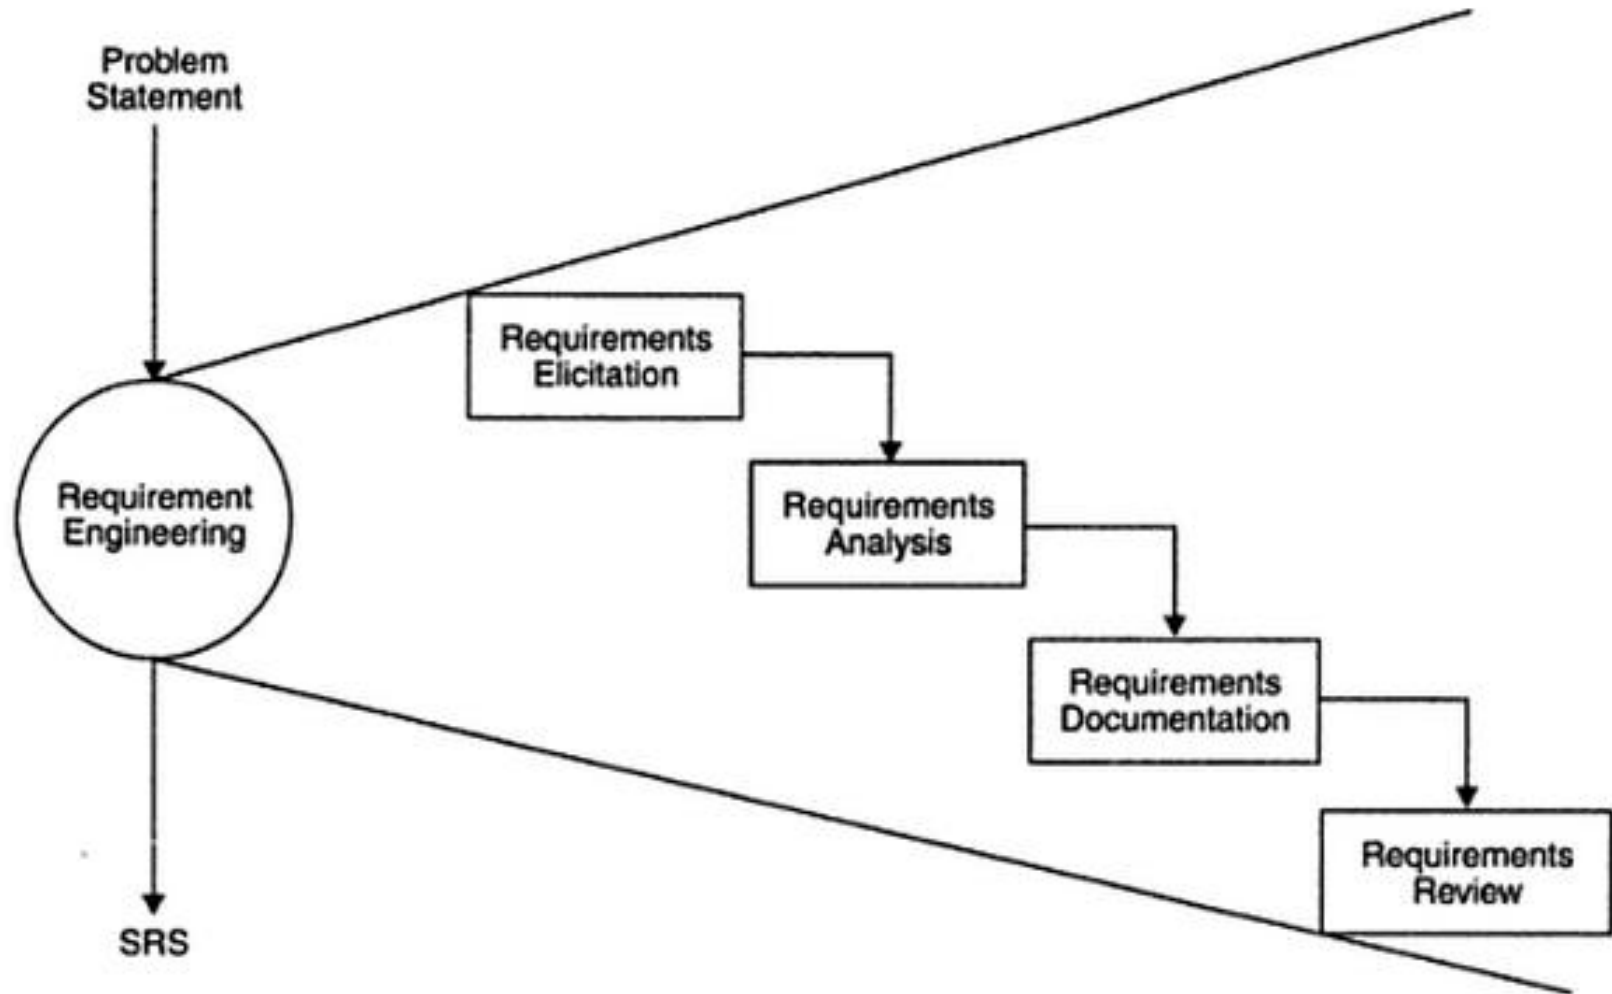 Problem
Statement
Requirement
Engineering
SRS
Requirements
Elicitation
Requirements
Analysis
Requirements
Documentation
Requirements
Review